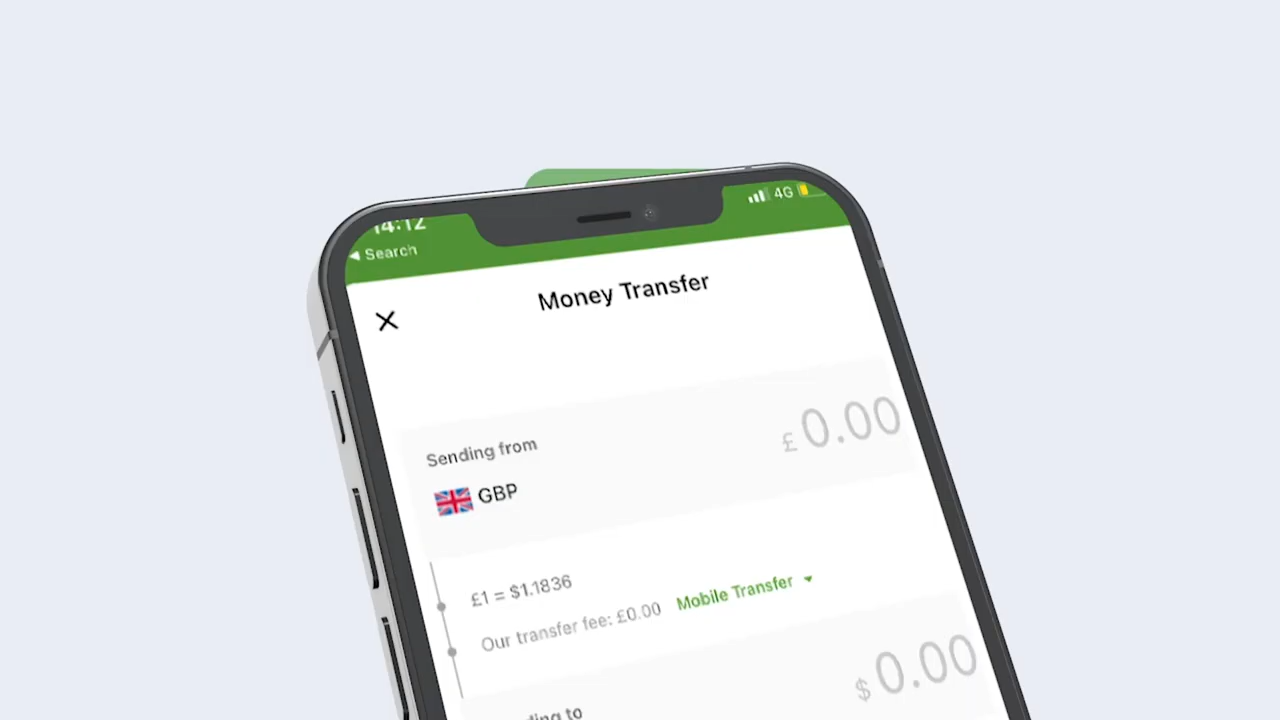 14:12
4G
◀ Search
Money Transfer
£ 0.00
Sending from
GBP
£1 = $1.1836
Our transfer fee: £0.00 Mobile Transfer
$ 0.00